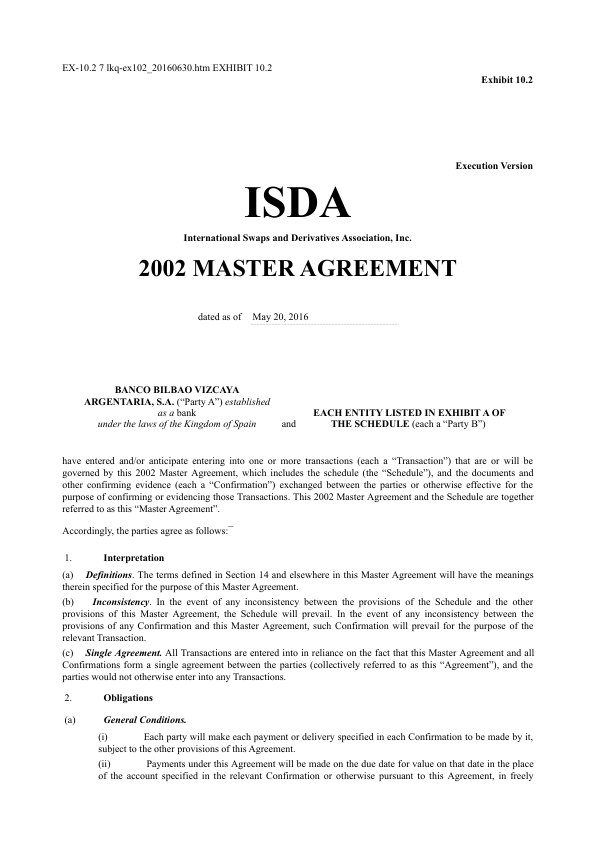 EX-10.2 7 lkq-ex102_20160630.htm EXHIBIT 10.2
Exhibit 10.2
Execution Version
ISDA
International Swaps and Derivatives Association, Inc.
2002 MASTER AGREEMENT
dated as of May 20, 2016
BANCO BILBAO VIZCAYA
ARGENTARIA, S.A. (“Party A”) established
as a bank
under the laws of the Kingdom of Spain
and
EACH ENTITY LISTED IN EXHIBIT A OF
THE SCHEDULE (each a “Party B”)
have entered and/or anticipate entering into one or more transactions (each a “Transaction”) that are or will be
governed by this 2002 Master Agreement, which includes the schedule (the “Schedule”), and the documents and
other confirming evidence (each a “Confirmation”) exchanged between the parties or otherwise effective for the
purpose of confirming or evidencing those Transactions. This 2002 Master Agreement and the Schedule are together
referred to as this “Master Agreement”.
Accordingly, the parties agree as follows:¯
1. Interpretation
(a) Definitions. The terms defined in Section 14 and elsewhere in this Master Agreement will have the meanings
therein specified for the purpose of this Master Agreement.
(b) Inconsistency. In the event of any inconsistency between the provisions of the Schedule and the other
provisions of this Master Agreement, the Schedule will prevail. In the event of any inconsistency between the
provisions of any Confirmation and this Master Agreement, such Confirmation will prevail for the purpose of the
relevant Transaction.
(c) Single Agreement. All Transactions are entered into in reliance on the fact that this Master Agreement and all
Confirmations form a single agreement between the parties (collectively referred to as this “Agreement”), and the
parties would not otherwise enter into any Transactions.
2. Obligations
(a) General Conditions.
(i) Each party will make each payment or delivery specified in each Confirmation to be made by it,
subject to the other provisions of this Agreement.
(ii) Payments under this Agreement will be made on the due date for value on that date in the place
of the account specified in the relevant Confirmation or otherwise pursuant to this Agreement, in freely